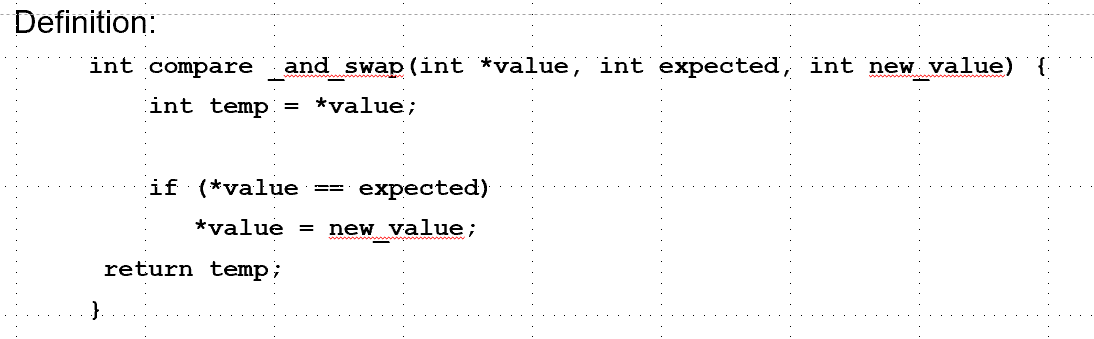 Definition:
int compare _and_swap(int *value, int expected, int new_value) {
int temp = *value;
if (*value == expected)
*value = new_value;
return temp;
}